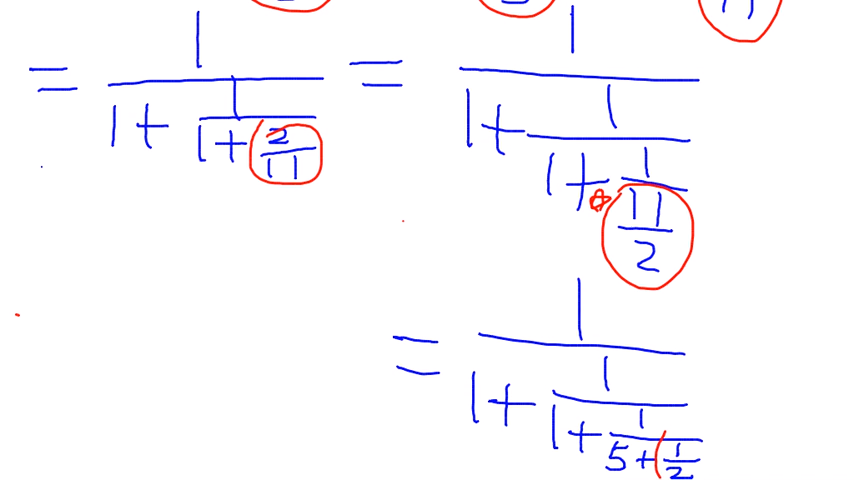 = 1/(1+1/(1+2/11)) = 1/(1+1/(1+1/(11/2)))
= 1/(1+1/(1+1/(5+1/2)))